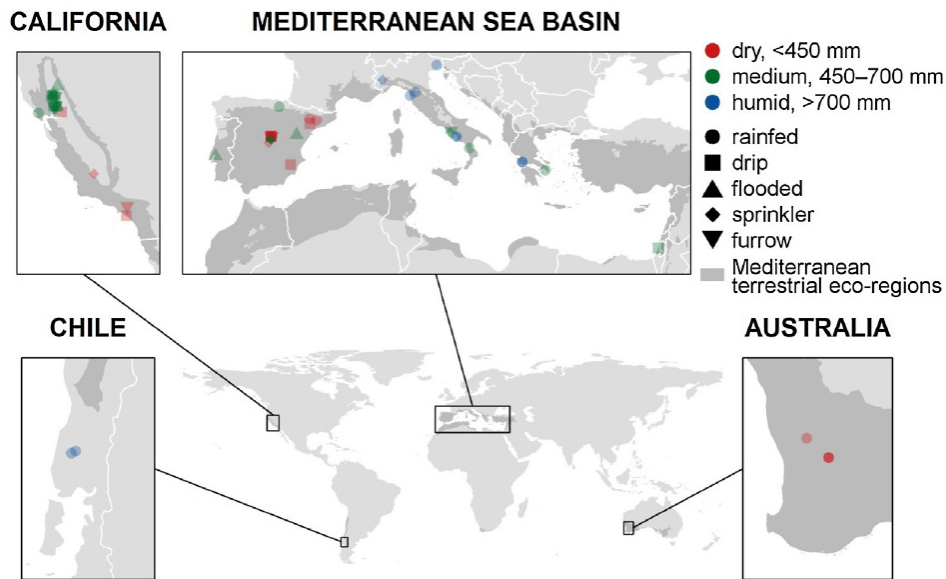 CALIFORNIA
MEDITERRANEAN SEA BASIN
dry, <450 mm
medium, 450–700 mm
humid, >700 mm
rainfed
drip
flooded
sprinkler
furrow
Mediterranean
terrestrial eco-regions
CHILE
AUSTRALIA